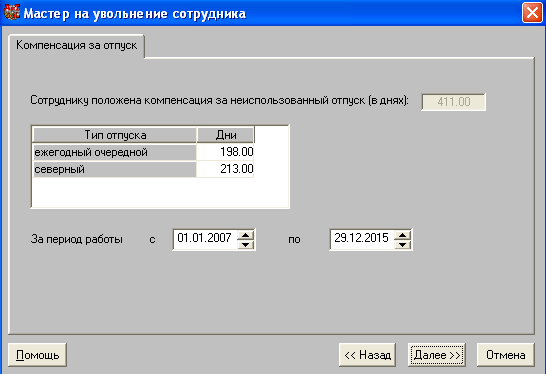 Мастер на увольнение сотрудника
Компенсация за отпуск
Сотруднику положена компенсация за неиспользованный отпуск (в днях): 411.00
Тип отпуска Дни
ежегодный очередной 198.00
северный 213.00
За период работы с 01.01.2007 по 29.12.2015
Помощь << Назад Далее >> Отмена